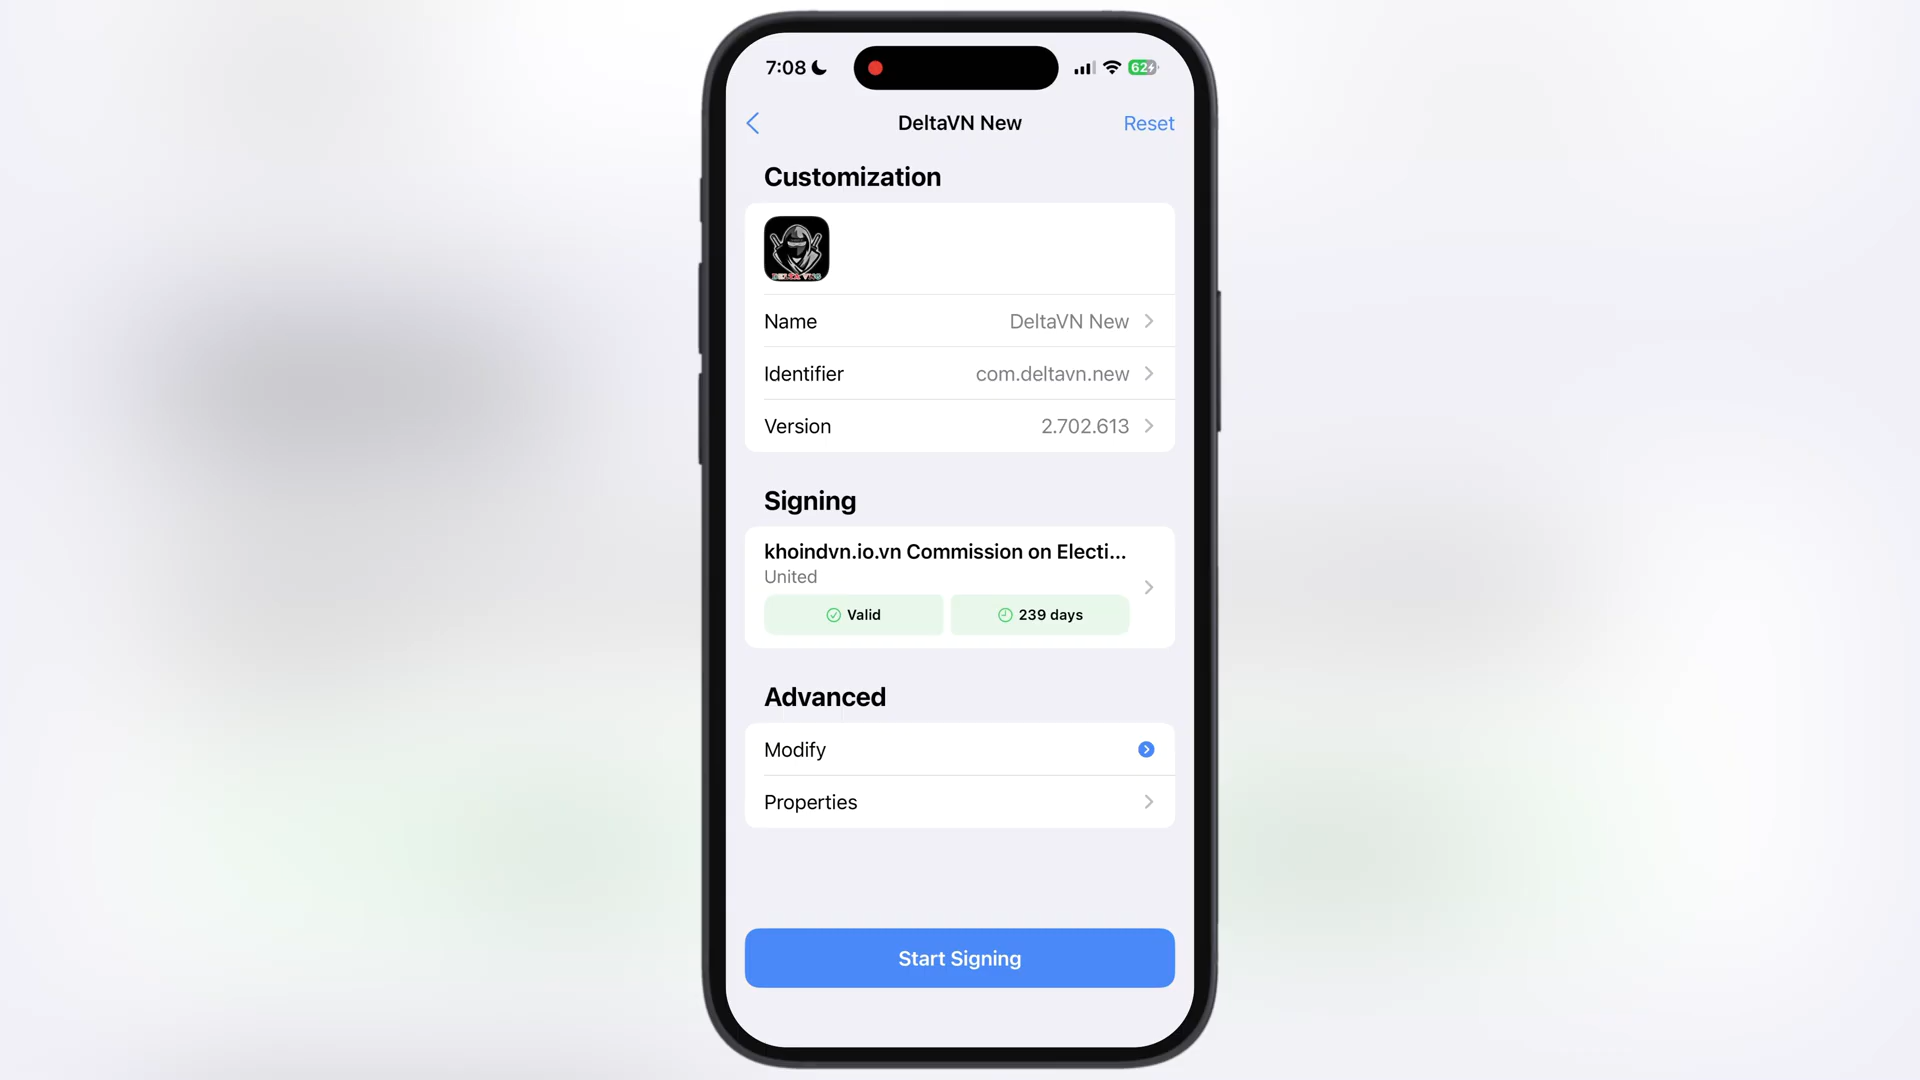 7:08
62
DeltaVN New
Reset
Customization
Name
DeltaVN New
Identifier
com.deltavn.new
Version
2.702.613
Signing
khoindvn.io.vn Commission on Electi...
United
Valid
239 days
Advanced
Modify
Properties
Start Signing